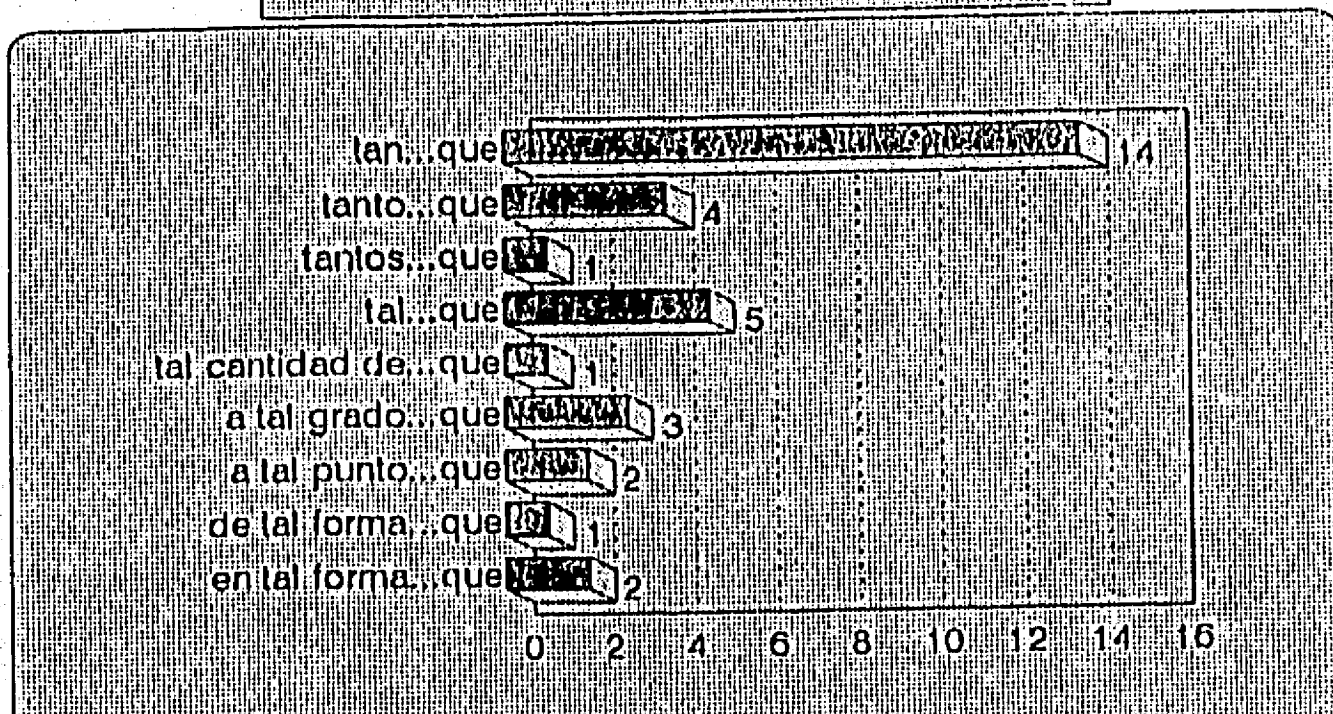 tan...que 14
tanto...que 4
tantos...que 1
tal...que 5
tal cantidad de...que 1
a tal grado...que 3
a tal punto...que 2
de tal forma...que 1
en tal forma...que 2
0 2 4 6 8 10 12 14 16